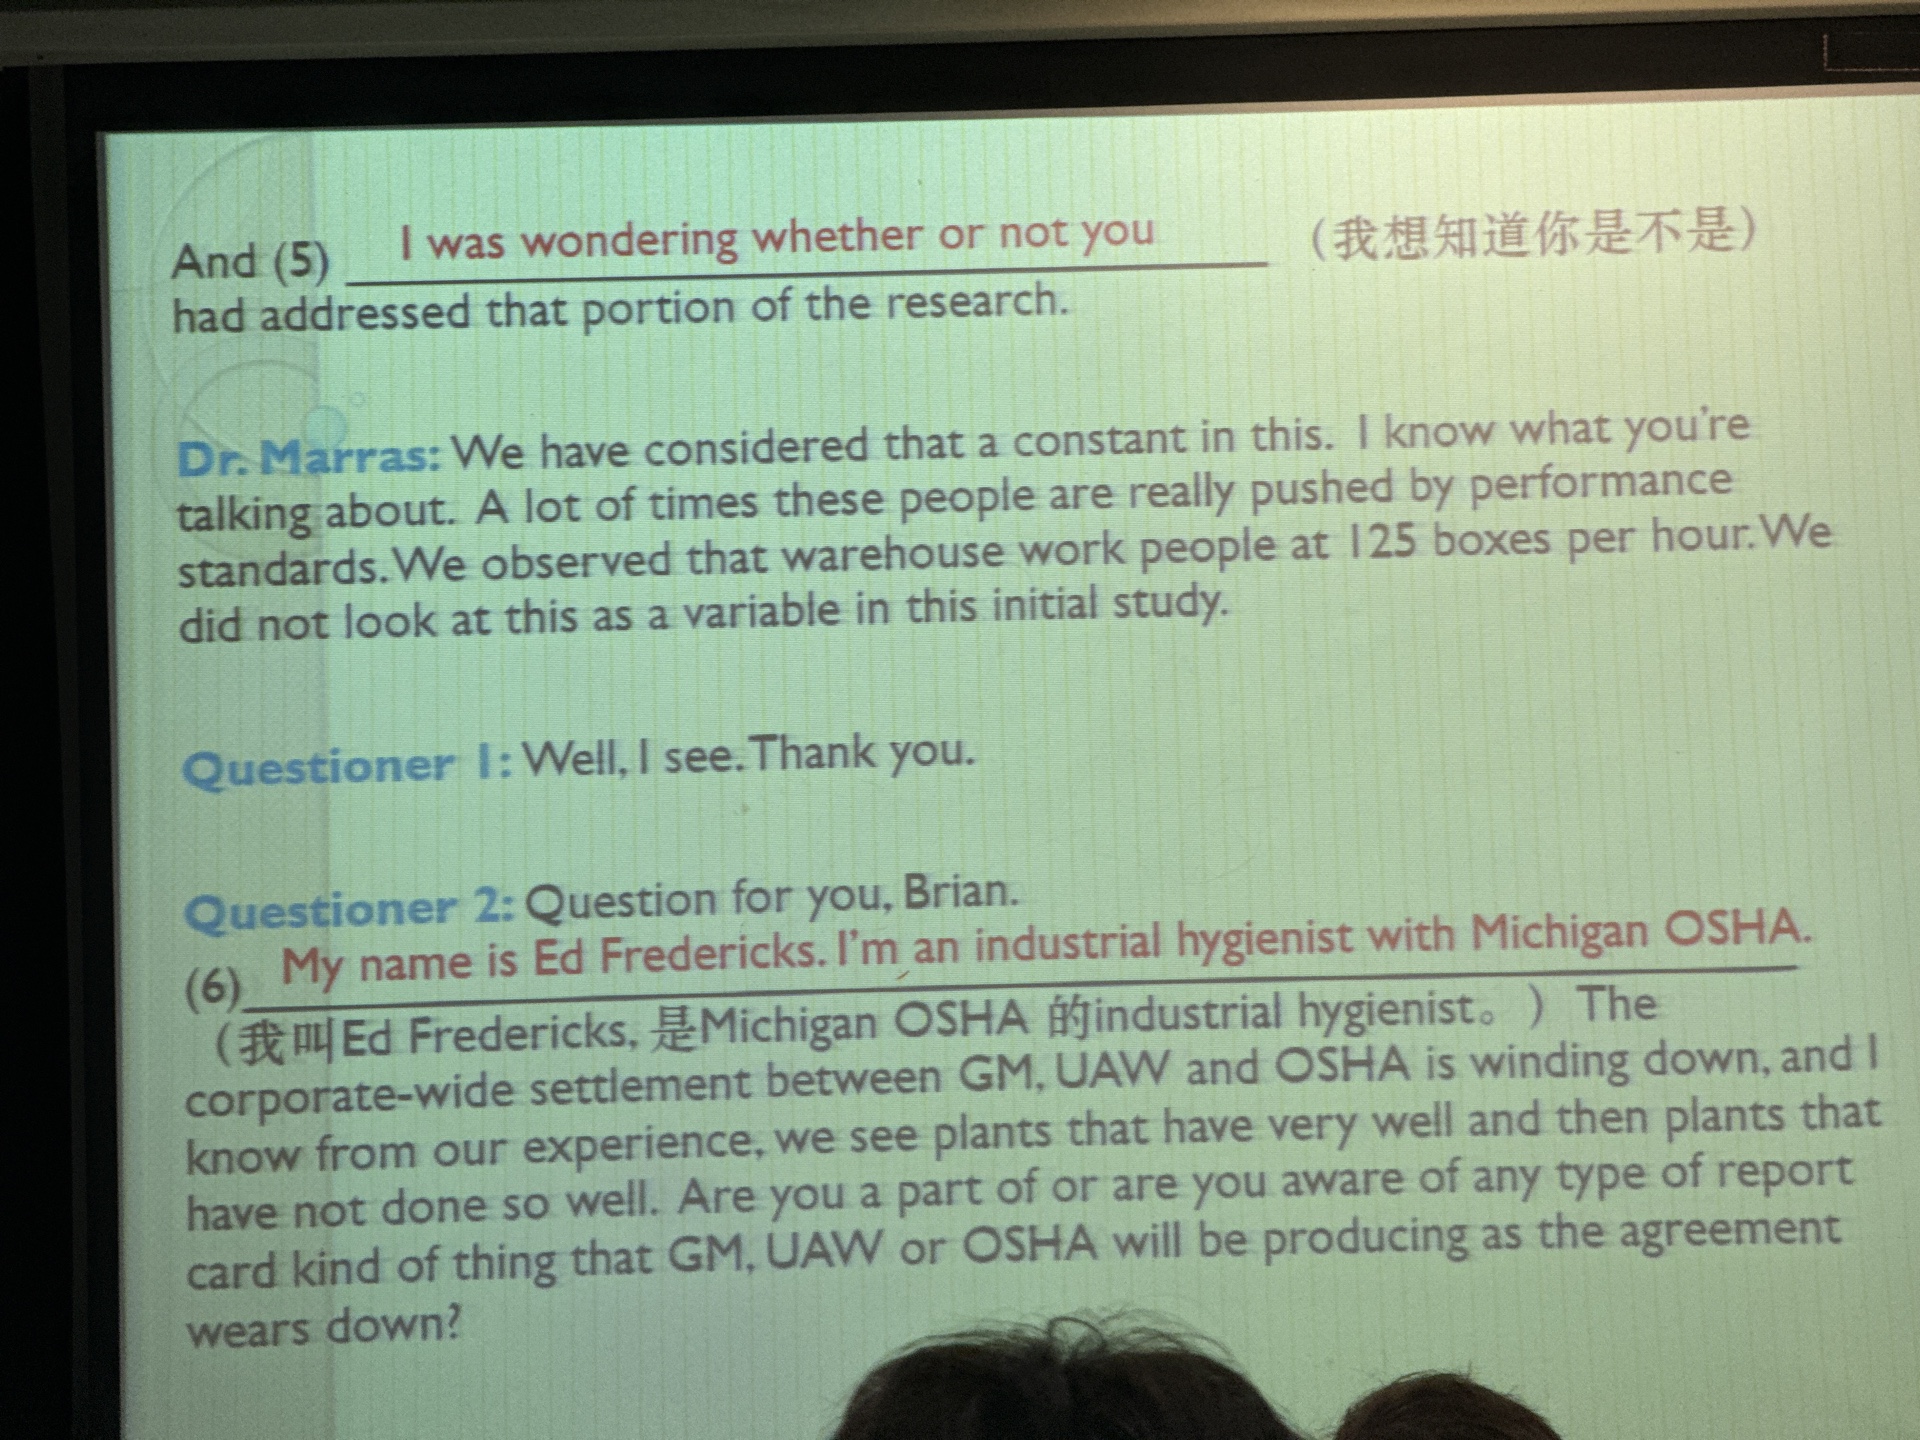 And (5) I was wondering whether or not you (我想知道你是不是)
had addressed that portion of the research.
Dr. Marras: We have considered that a constant in this. I know what you're
talking about. A lot of times these people are really pushed by performance
standards. We observed that warehouse work people at 125 boxes per hour. We
did not look at this as a variable in this initial study.
Questioner 1: Well, I see. Thank you.
Questioner 2: Question for you, Brian.
(6) My name is Ed Fredericks. I'm an industrial hygienist with Michigan OSHA.
(我叫Ed Fredericks, 是Michigan OSHA 的industrial hygienist。) The
corporate-wide settlement between GM, UAW and OSHA is winding down, and I
know from our experience, we see plants that have very well and then plants that
have not done so well. Are you a part of or are you aware of any type of report
card kind of thing that GM, UAW or OSHA will be producing as the agreement
wears down?